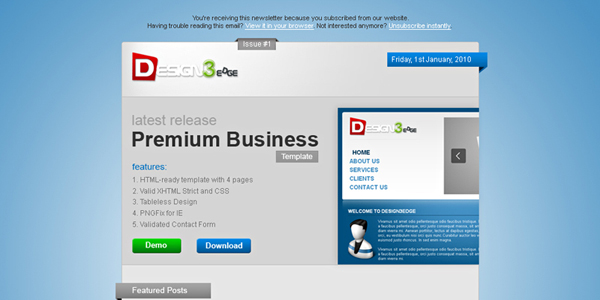 You're receiving this newsletter because you subscribed from our website.
Having trouble reading this email? View it in your browser. Not interested anymore? Unsubscribe instantly.
Issue #1
Friday, 1st January, 2010
DESIGN3EDGE
latest release
Premium Business
Template
features:
1. HTML-ready template with 4 pages
2. Valid XHTML Strict and CSS
3. Tableless Design
4. PNGFix for IE
5. Validated Contact Form
Demo
Download
DESIGN3EDGE
HOME
ABOUT US
SERVICES
CLIENTS
CONTACT US
WELCOME TO DESIGN3EDGE
Featured Posts